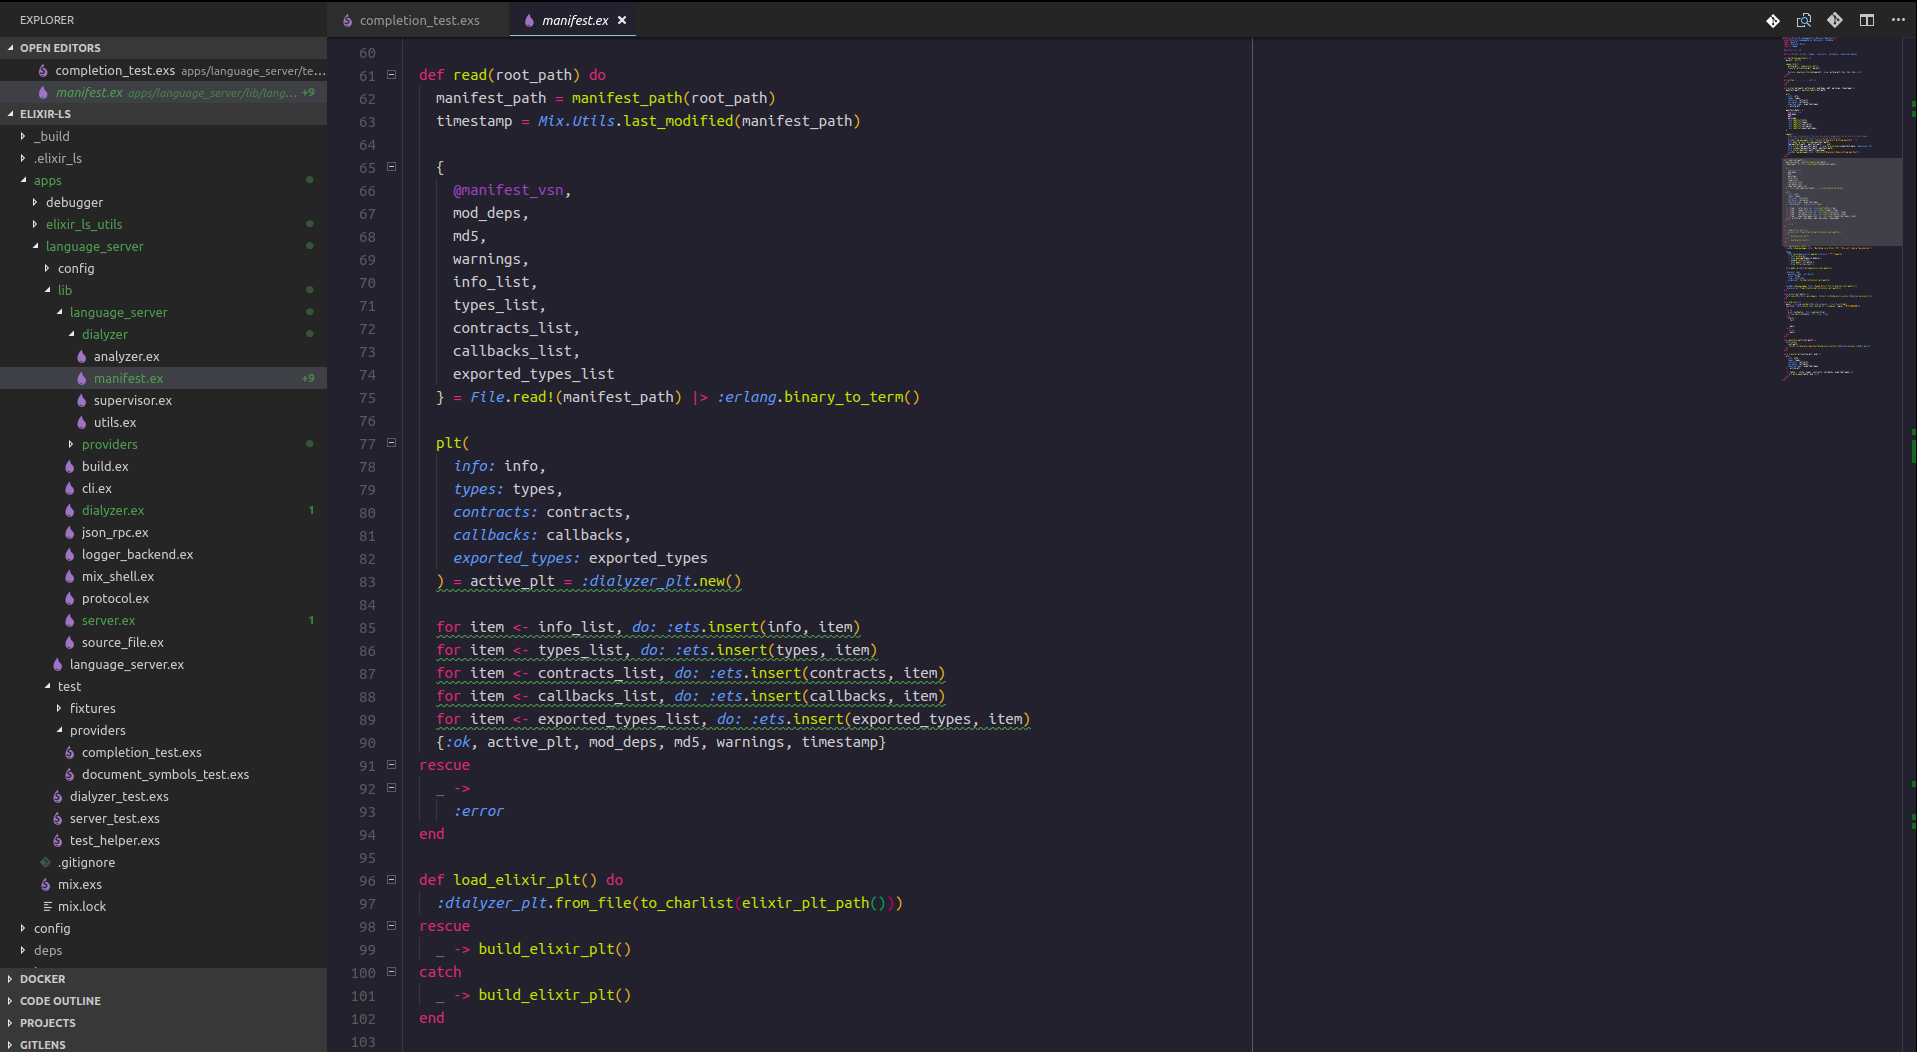 EXPLORER
OPEN EDITORS
completion_test.exs apps/language_server/te...
manifest.ex apps/language_server/lib/lang... +9
ELIXIR-LS
_build
.elixir_ls
apps
debugger
elixir_ls_utils
language_server
config
lib
language_server
dialyzer
analyzer.ex
manifest.ex +9
supervisor.ex
utils.ex
providers
build.ex
cli.ex
dialyzer.ex 1
json_rpc.ex
logger_backend.ex
mix_shell.ex
protocol.ex
server.ex 1
source_file.ex
language_server.ex
test
fixtures
providers
completion_test.exs
document_symbols_test.exs
dialyzer_test.exs
server_test.exs
test_helper.exs
.gitignore
mix.exs
mix.lock
config
deps
DOCKER
CODE OUTLINE
PROJECTS
GITLENS
completion_test.exs
manifest.ex ×
60
61 def read(root_path) do
62 manifest_path = manifest_path(root_path)
63 timestamp = Mix.Utils.last_modified(manifest_path)
64
65 {
66 @manifest_vsn,
67 mod_deps,
68 md5,
69 warnings,
70 info_list,
71 types_list,
72 contracts_list,
73 callbacks_list,
74 exported_types_list
75 } = File.read!(manifest_path) |> :erlang.binary_to_term()
76
77 plt(
78 info: info,
79 types: types,
80 contracts: contracts,
81 callbacks: callbacks,
82 exported_types: exported_types
83 ) = active_plt = :dialyzer_plt.new()
84
85 for item <- info_list, do: :ets.insert(info, item)
86 for item <- types_list, do: :ets.insert(types, item)
87 for item <- contracts_list, do: :ets.insert(contracts, item)
88 for item <- callbacks_list, do: :ets.insert(callbacks, item)
89 for item <- exported_types_list, do: :ets.insert(exported_types, item)
90 {:ok, active_plt, mod_deps, md5, warnings, timestamp}
91 rescue
92 _ ->
93 :error
94 end
95
96 def load_elixir_plt() do
97 :dialyzer_plt.from_file(to_charlist(elixir_plt_path()))
98 rescue
99 _ -> build_elixir_plt()
100 catch
101 _ -> build_elixir_plt()
102 end
103